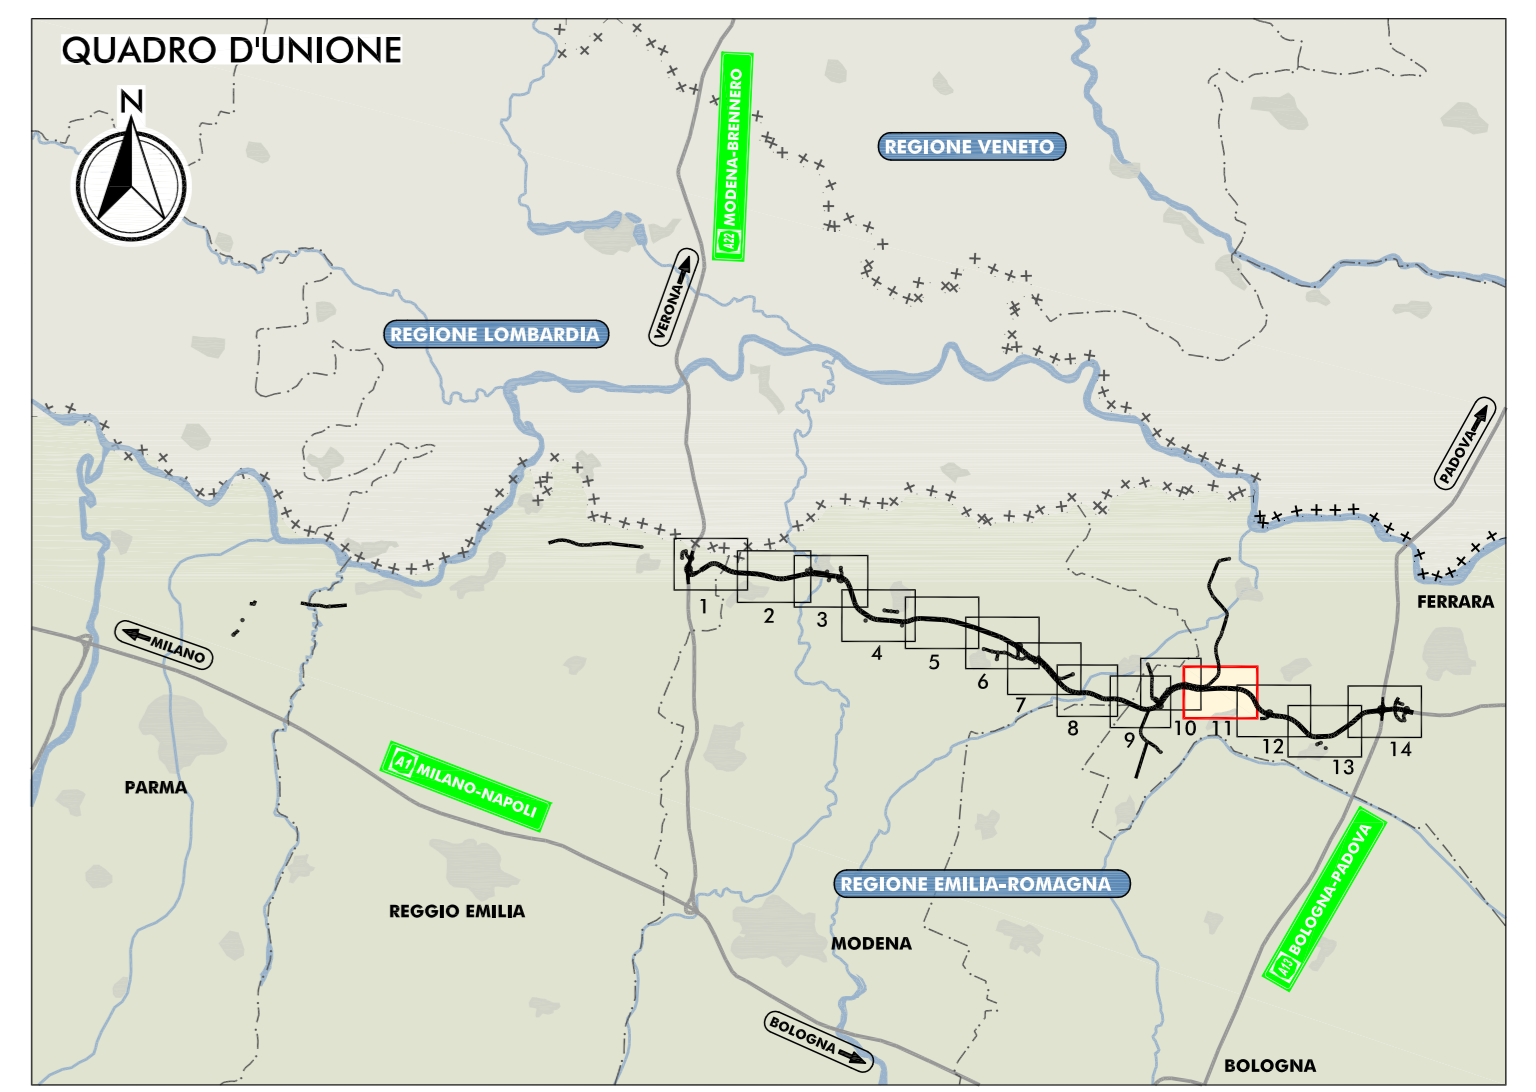 QUADRO D'UNIONE
N
A22 MODENA-BRENNERO
REGIONE VENETO
VERONA
REGIONE LOMBARDIA
PADOVA
FERRARA
MILANO
1
2
3
4
5
6
7
8
9
10
11
12
13
14
PARMA
A1 MILANO-NAPOLI
A13 BOLOGNA-PADOVA
REGIONE EMILIA-ROMAGNA
REGGIO EMILIA
MODENA
BOLOGNA
BOLOGNA